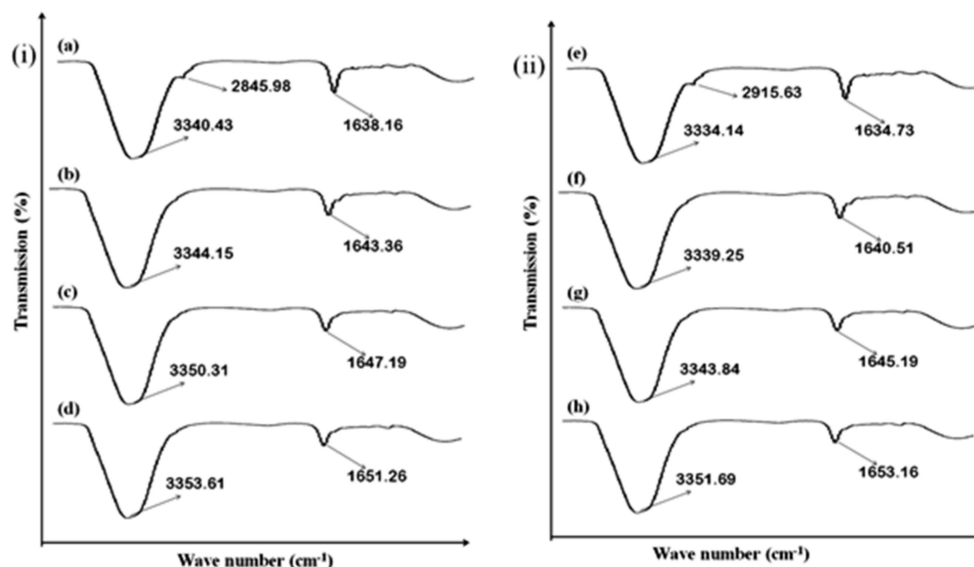 (i)
Transmission (%)
(a)
2845.98
3340.43
1638.16
(b)
3344.15
1643.36
(c)
3350.31
1647.19
(d)
3353.61
1651.26
Wave number (cm⁻¹)
(ii)
Transmission (%)
(e)
2915.63
3334.14
1634.73
(f)
3339.25
1640.51
(g)
3343.84
1645.19
(h)
3351.69
1653.16
Wave number (cm⁻¹)